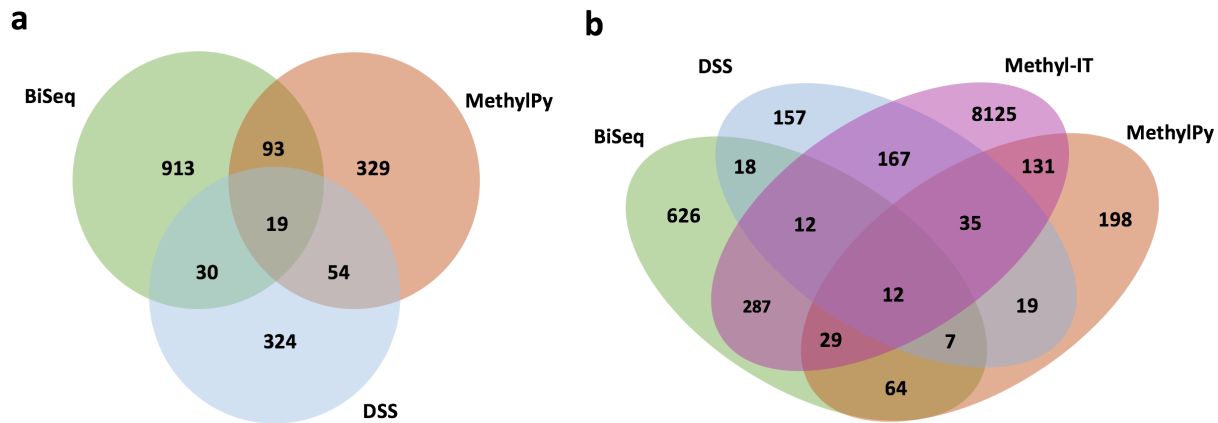 a
BiSeq
MethylPy
93
913
329
19
30
54
324
DSS
b
DSS
Methyl-IT
BiSeq
MethylPy
157
8125
18
167
131
626
12
35
198
287
12
19
29
7
64